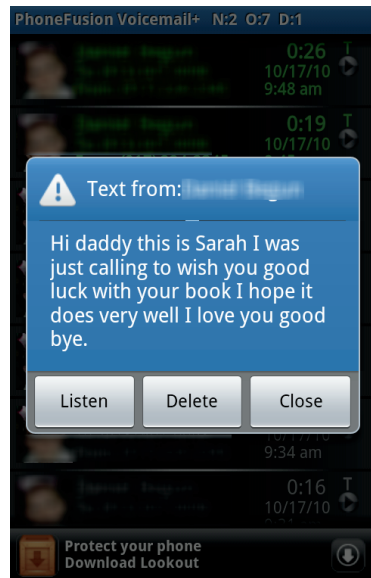 PhoneFusion Voicemail+ N:2 O:7 D:1
0:26 T
10/17/10
9:48 am
0:19 T
10/17/10
Text from:
Hi daddy this is Sarah I was
just calling to wish you good
luck with your book I hope it
does very well I love you good
bye.
Listen Delete Close
10/17/10
9:34 am
0:16 T
10/17/10
Protect your phone
Download Lookout